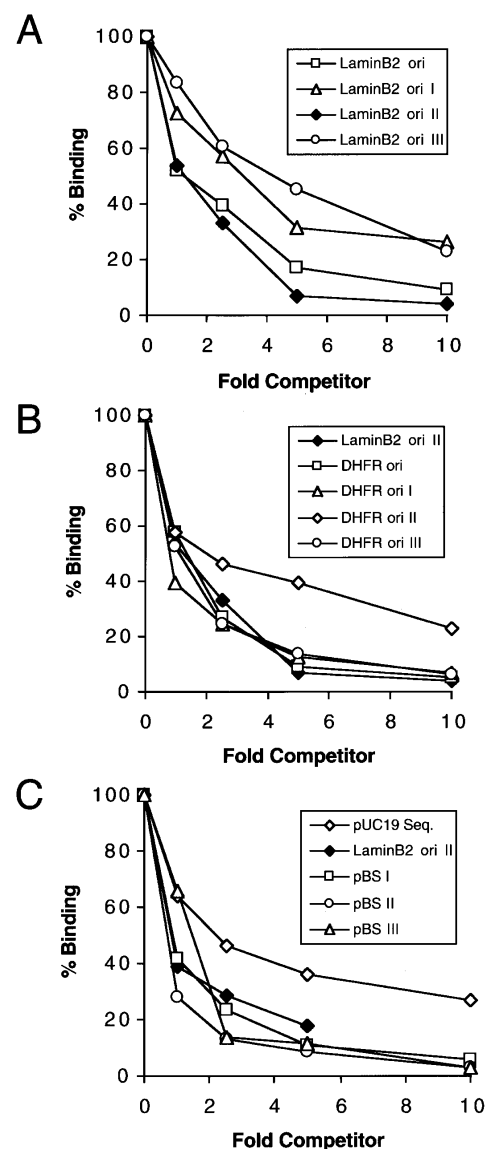 A
100
80
60
40
20
0
% Binding
LaminB2 ori
LaminB2 ori I
LaminB2 ori II
LaminB2 ori III
0 2 4 6 8 10
Fold Competitor
B
100
80
60
40
20
0
% Binding
LaminB2 ori II
DHFR ori
DHFR ori I
DHFR ori II
DHFR ori III
0 2 4 6 8 10
Fold Competitor
C
100
80
60
40
20
0
% Binding
pUC19 Seq.
LaminB2 ori II
pBS I
pBS II
pBS III
0 2 4 6 8 10
Fold Competitor